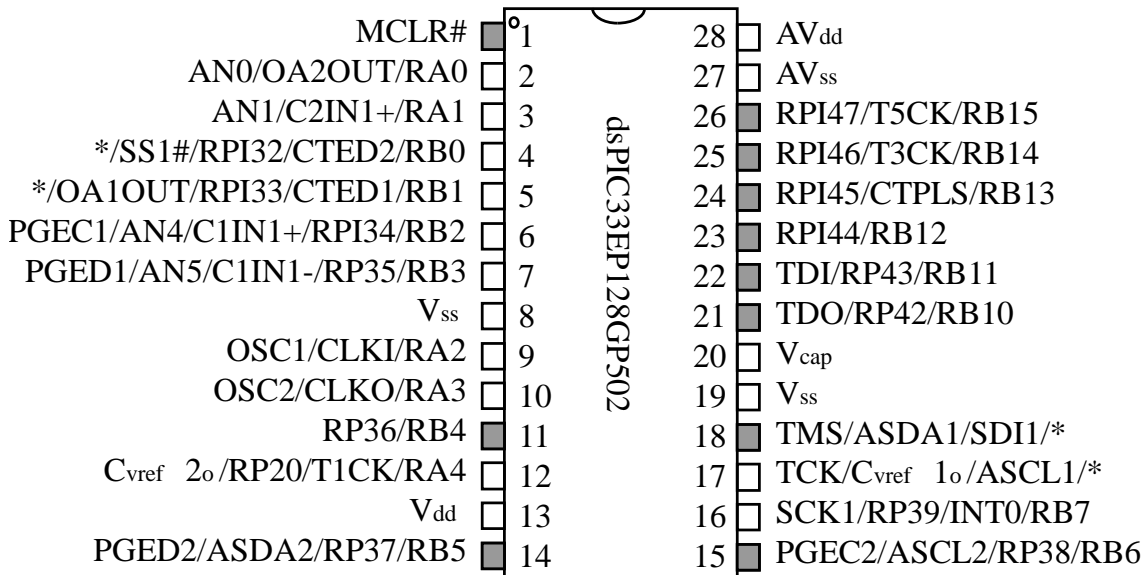 MCLR# 1 28 AVdd
AN0/OA2OUT/RA0 2 27 AVss
AN1/C2IN1+/RA1 3 26 RPI47/T5CK/RB15
*/SS1#/RPI32/CTED2/RB0 4 25 RPI46/T3CK/RB14
*/OA1OUT/RPI33/CTED1/RB1 5 24 RPI45/CTPLS/RB13
PGEC1/AN4/C1IN1+/RPI34/RB2 6 23 RPI44/RB12
PGED1/AN5/C1IN1-/RP35/RB3 7 22 TDI/RP43/RB11
Vss 8 21 TDO/RP42/RB10
OSC1/CLKI/RA2 9 20 Vcap
OSC2/CLKO/RA3 10 19 Vss
RP36/RB4 11 18 TMS/ASDA1/SDI1/*
Cvref 2o/RP20/T1CK/RA4 12 17 TCK/Cvref 1o/ASCL1/*
Vdd 13 16 SCK1/RP39/INT0/RB7
PGED2/ASDA2/RP37/RB5 14 15 PGEC2/ASCL2/RP38/RB6
dsPIC33EP128GP502